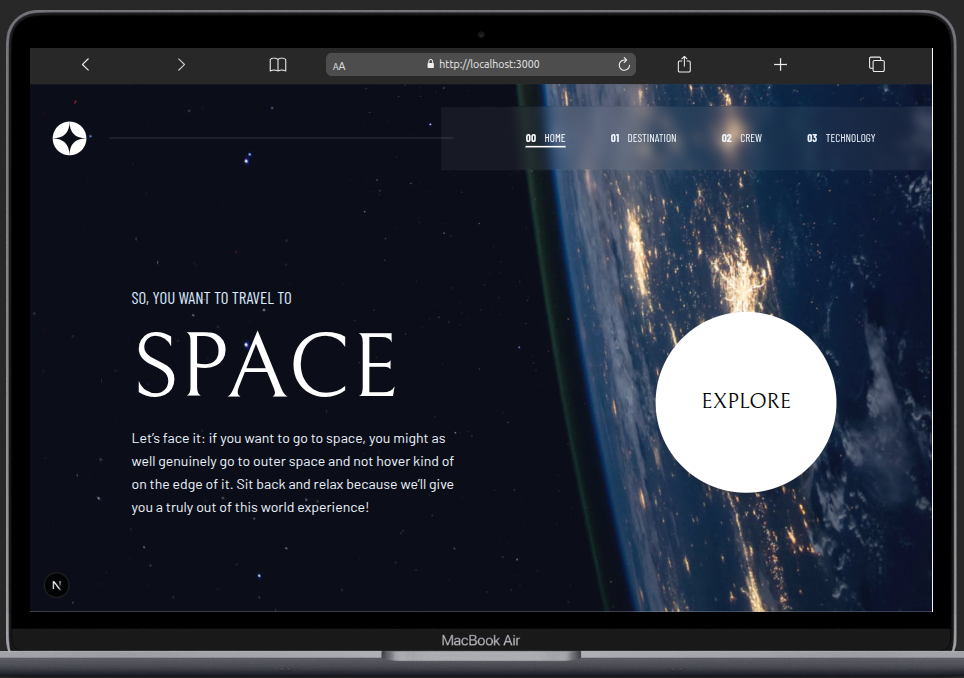 AA
http://localhost:3000
00 HOME
01 DESTINATION
02 CREW
03 TECHNOLOGY
SO, YOU WANT TO TRAVEL TO
SPACE
Let’s face it: if you want to go to space, you might as
well genuinely go to outer space and not hover kind of
on the edge of it. Sit back and relax because we’ll give
you a truly out of this world experience!
EXPLORE
N
MacBook Air